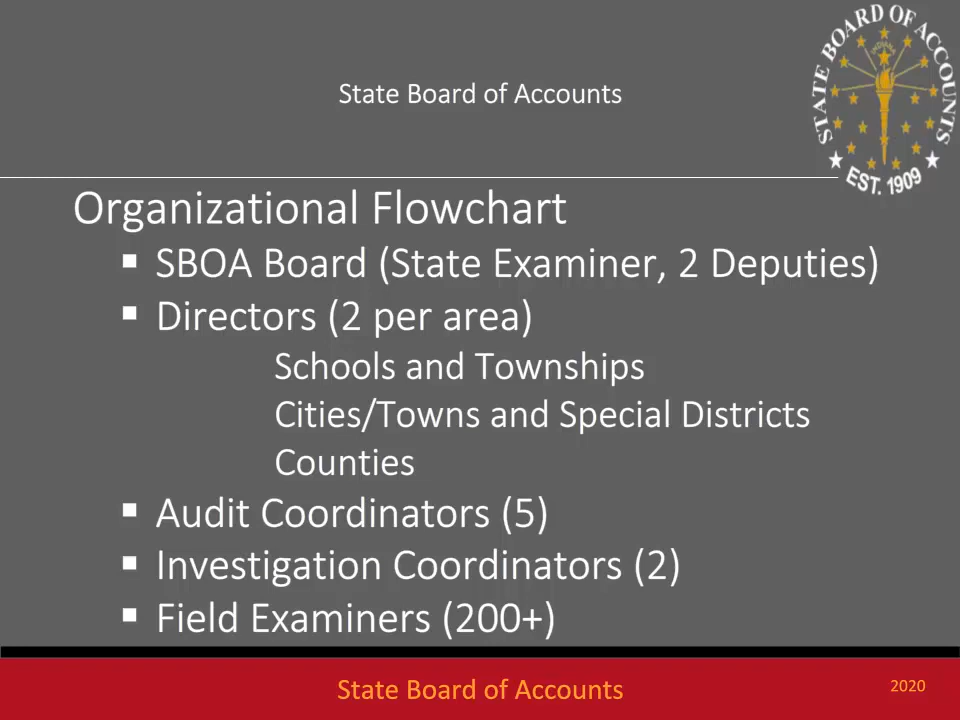 State Board of Accounts
STATE BOARD OF ACCOUNTS
INDIANA
EST. 1909
Organizational Flowchart
▪ SBOA Board (State Examiner, 2 Deputies)
▪ Directors (2 per area)
Schools and Townships
Cities/Towns and Special Districts
Counties
▪ Audit Coordinators (5)
▪ Investigation Coordinators (2)
▪ Field Examiners (200+)
State Board of Accounts
2020